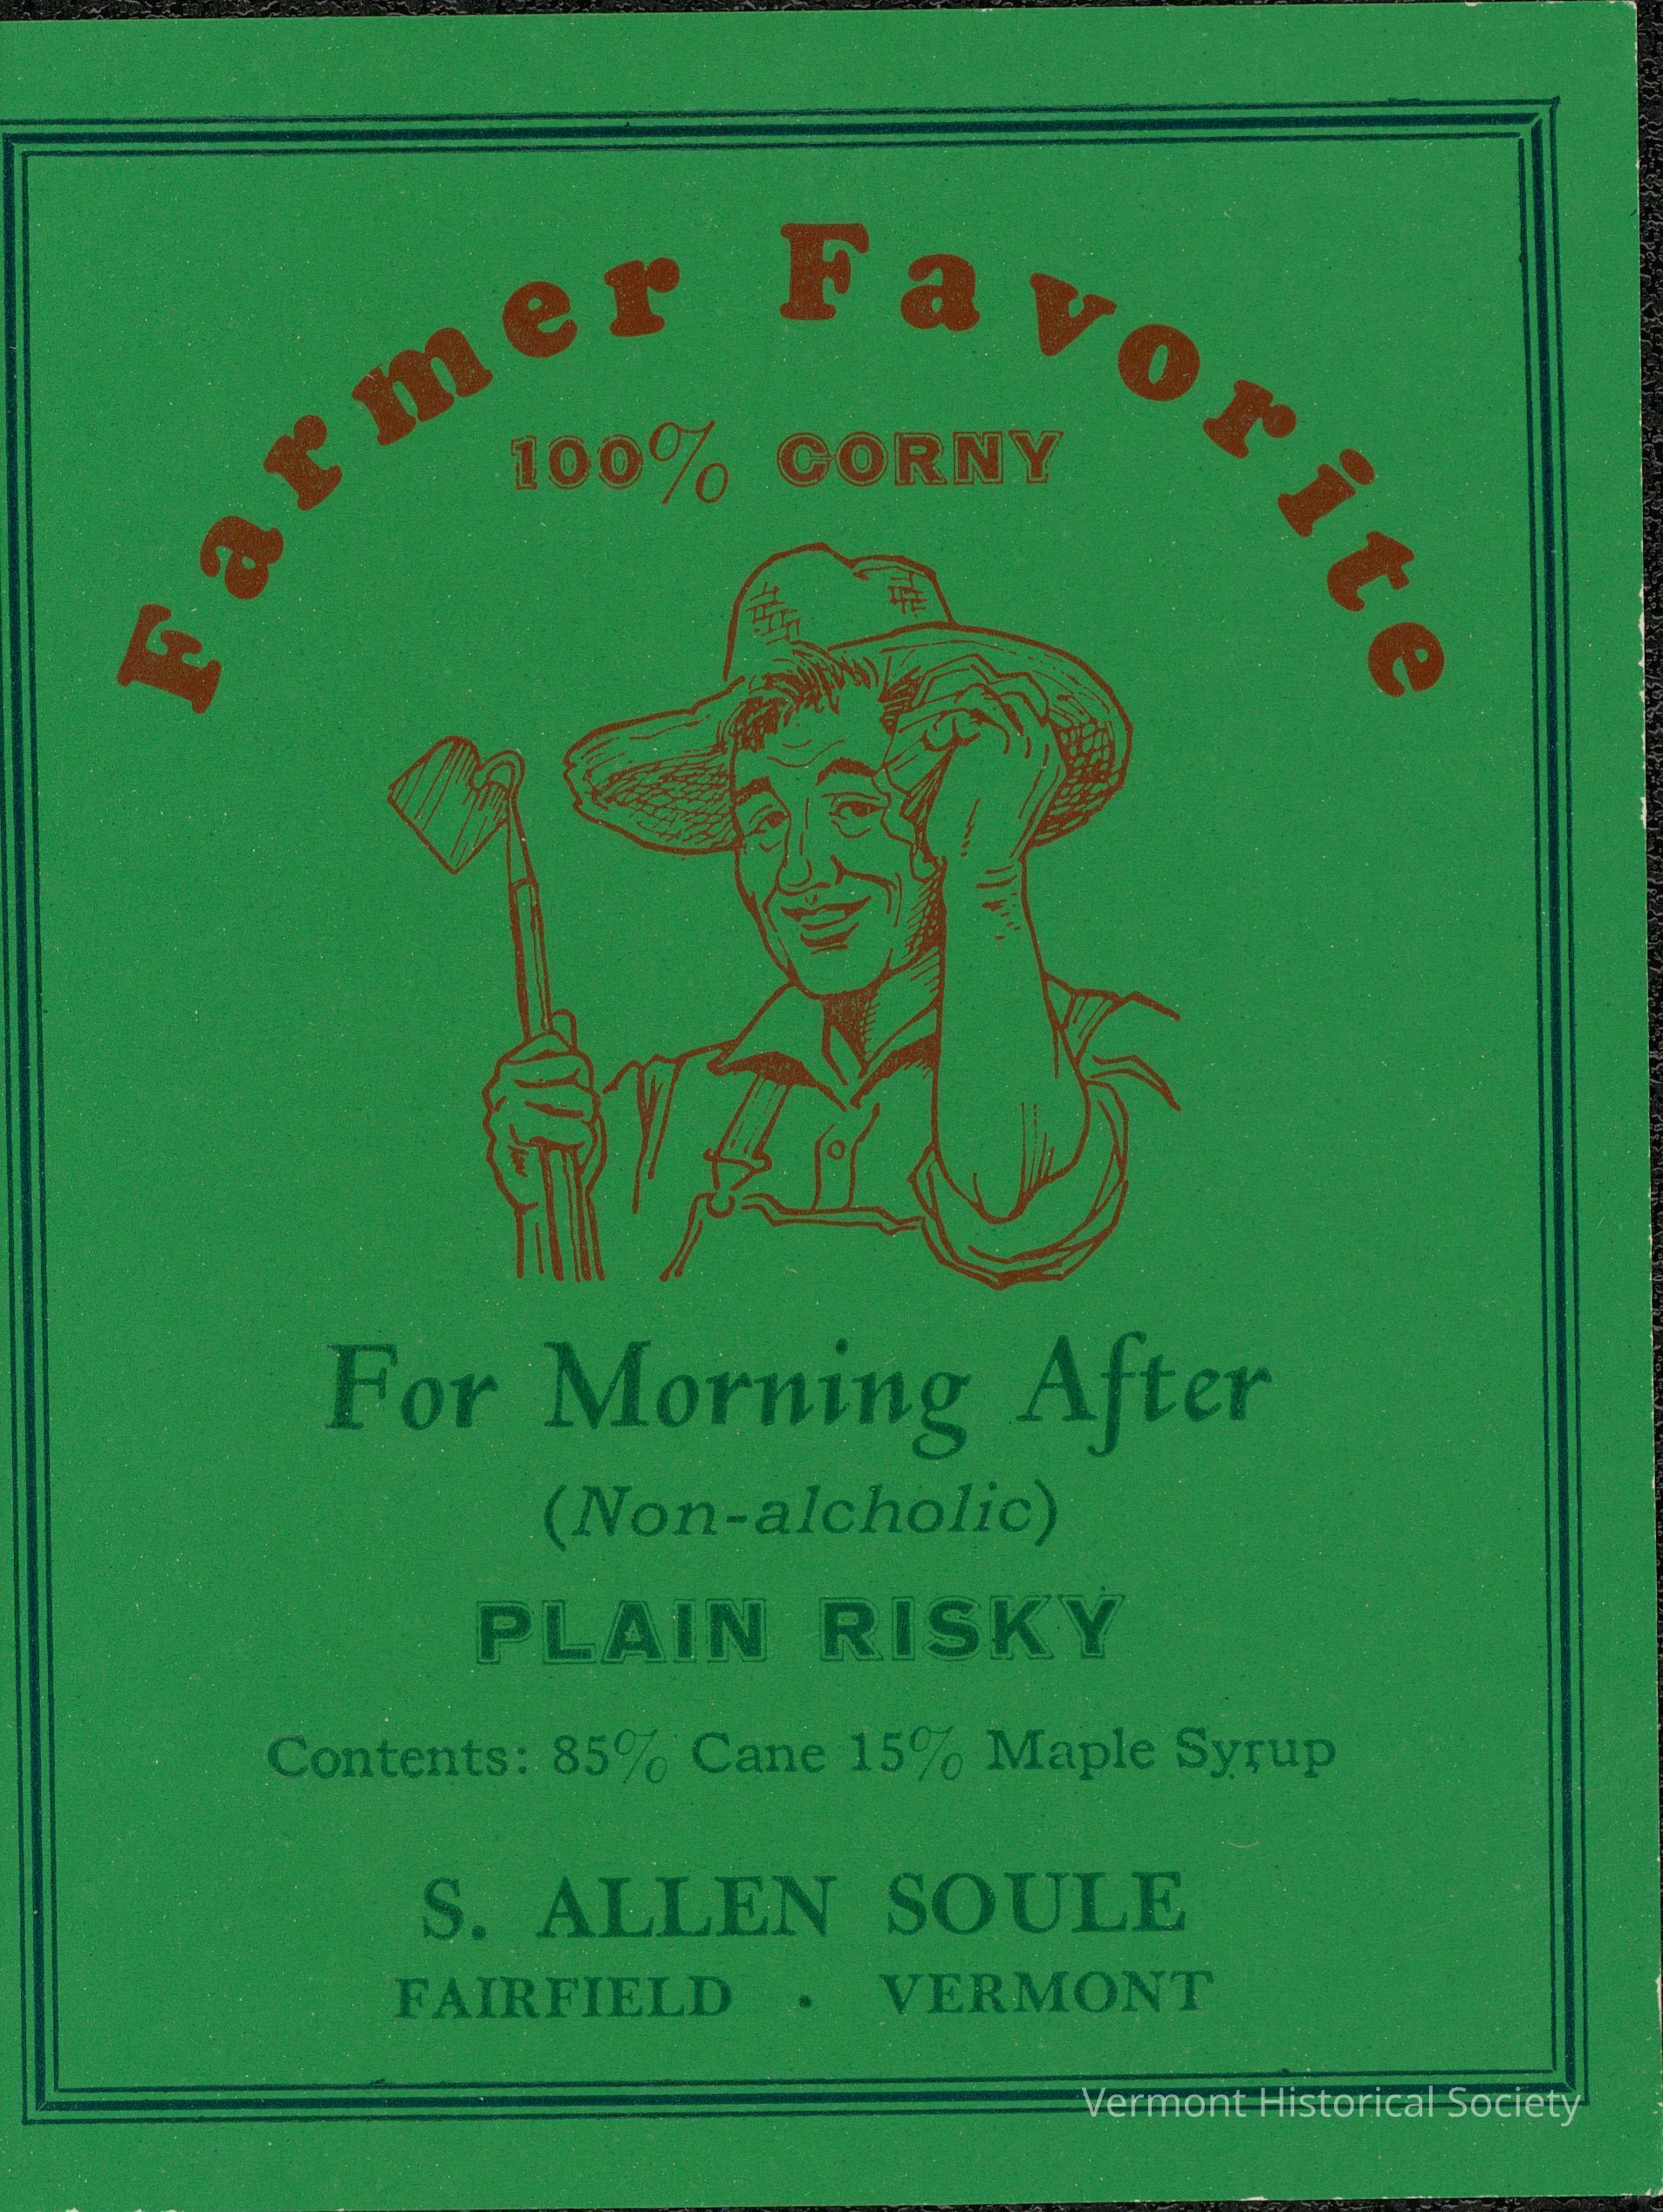 Farmer Favorite
100% CORNY
For Morning After
(Non-alcholic)
PLAIN RISKY
Contents: 85% Cane 15% Maple Syrup
S. ALLEN SOULE
FAIRFIELD · VERMONT
Vermont Historical Society